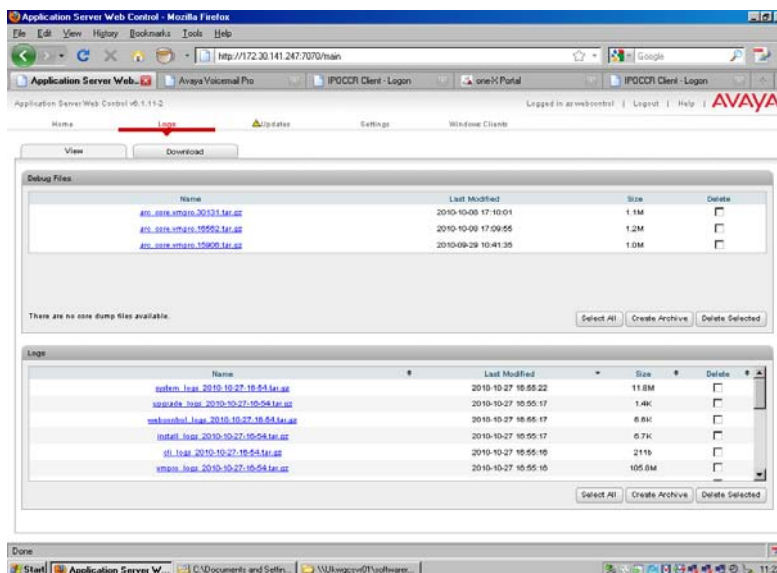 Application Server Web Control - Mozilla Firefox
File Edit View History Bookmarks Tools Help
http://172.30.141.247:7070/main
Google
Application Server Web... Avaya Voicemail Pro IPOCCR Client - Logon one-X Portal IPOCCR Client - Logon
Application Server Web Control v6.1.11-2 Logged in as webcontrol | Logout | Help | AVAYA
Home Logs Updates Settings Windows Clients
View Download
Debug Files
Name Last Modified Size Delete
arc_core.vmpro.30131.tar.gz 2010-10-08 17:10:01 1.1M
arc_core.vmpro.16562.tar.gz 2010-10-08 17:09:55 1.2M
arc_core.vmpro.15906.tar.gz 2010-09-29 10:41:35 1.0M
There are no core dump files available.
Select All Create Archive Delete Selected
Logs
Name Last Modified Size Delete
system_logs_2010-10-27-16-54.tar.gz 2010-10-27 16:55:22 11.8M
upgrade_logs_2010-10-27-16-54.tar.gz 2010-10-27 16:55:17 1.4K
webcontrol_logs_2010-10-27-16-54.tar.gz 2010-10-27 16:55:17 6.8K
install_logs_2010-10-27-16-54.tar.gz 2010-10-27 16:55:17 6.7K
cli_logs_2010-10-27-16-54.tar.gz 2010-10-27 16:55:16 211b
vmpro_logs_2010-10-27-16-54.tar.gz 2010-10-27 16:55:16 105.8M
Select All Create Archive Delete Selected
Done
Start Application Server W... C:\Documents and Settin... 11:2